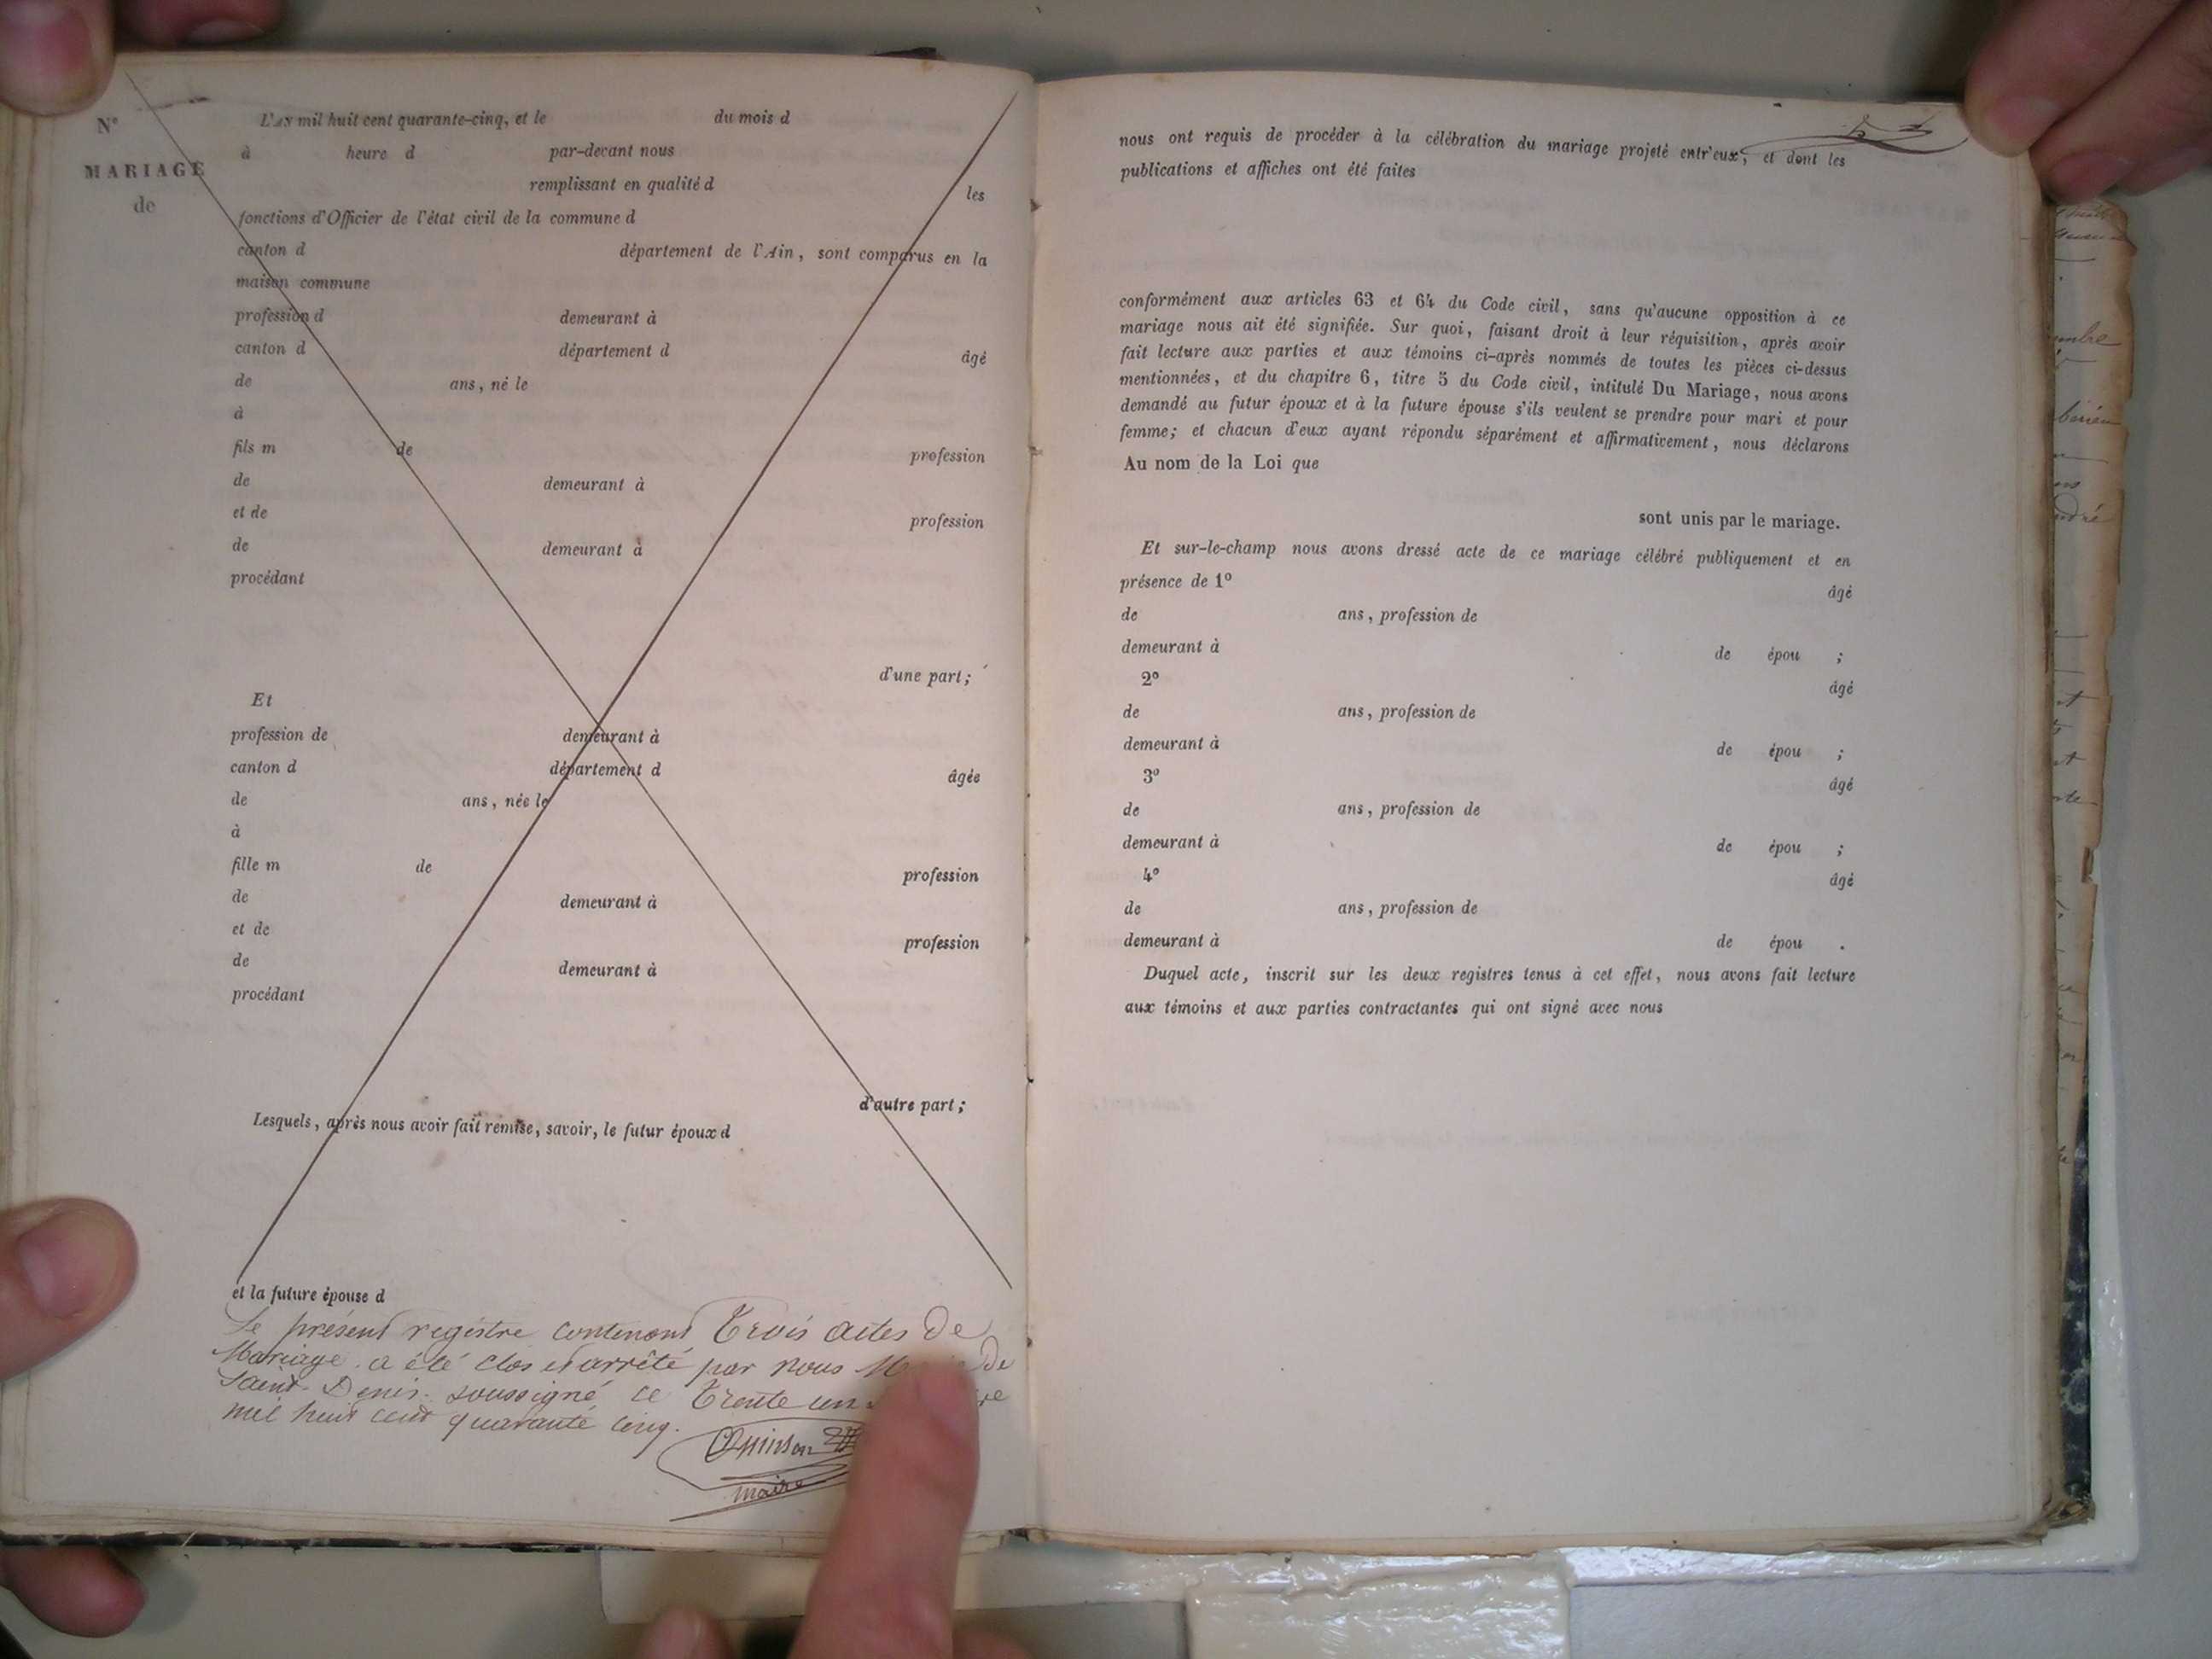 N°
MARIAGE
de
L'AN mil huit cent quarante-cinq, et le du mois d
à heure d par-devant nous
remplissant en qualité d les
fonctions d'Officier de l'état civil de la commune d
canton d département de l'Ain, sont comparus en la
maison commune
profession d demeurant à
canton d département d âgé
de ans, né le
à
fils m de profession
de demeurant à
et de profession
de demeurant à
procédant
d'une part;
Et
profession de demeurant à
canton d département d âgée
de ans, née le
à
fille m de profession
de demeurant à
et de profession
de demeurant à
procédant
d'autre part;
Lesquels, après nous avoir fait remise, savoir, le futur époux d
et la future épouse d
Le présent registre contenant Trois actes de
Mariage a été clos et arrêté par nous de
Saint Denis soussigné ce Trente un
mil huit cent quarante cinq.
Quinson
maire
nous ont requis de procéder à la célébration du mariage projeté entr'eux, et dont les
publications et affiches ont été faites
conformément aux articles 63 et 64 du Code civil, sans qu'aucune opposition à ce
mariage nous ait été signifiée. Sur quoi, faisant droit à leur réquisition, après avoir
fait lecture aux parties et aux témoins ci-après nommés de toutes les pièces ci-dessus
mentionnées, et du chapitre 6, titre 5 du Code civil, intitulé Du Mariage, nous avons
demandé au futur époux et à la future épouse s'ils veulent se prendre pour mari et pour
femme; et chacun d'eux ayant répondu séparément et affirmativement, nous déclarons
Au nom de la Loi que
sont unis par le mariage.
Et sur-le-champ nous avons dressé acte de ce mariage célébré publiquement et en
présence de 1° âgé
de ans, profession de
demeurant à de épou ;
2° âgé
de ans, profession de
demeurant à de épou ;
3° âgé
de ans, profession de
demeurant à de épou ;
4° âgé
de ans, profession de
demeurant à de épou .
Duquel acte, inscrit sur les deux registres tenus à cet effet, nous avons fait lecture
aux témoins et aux parties contractantes qui ont signé avec nous